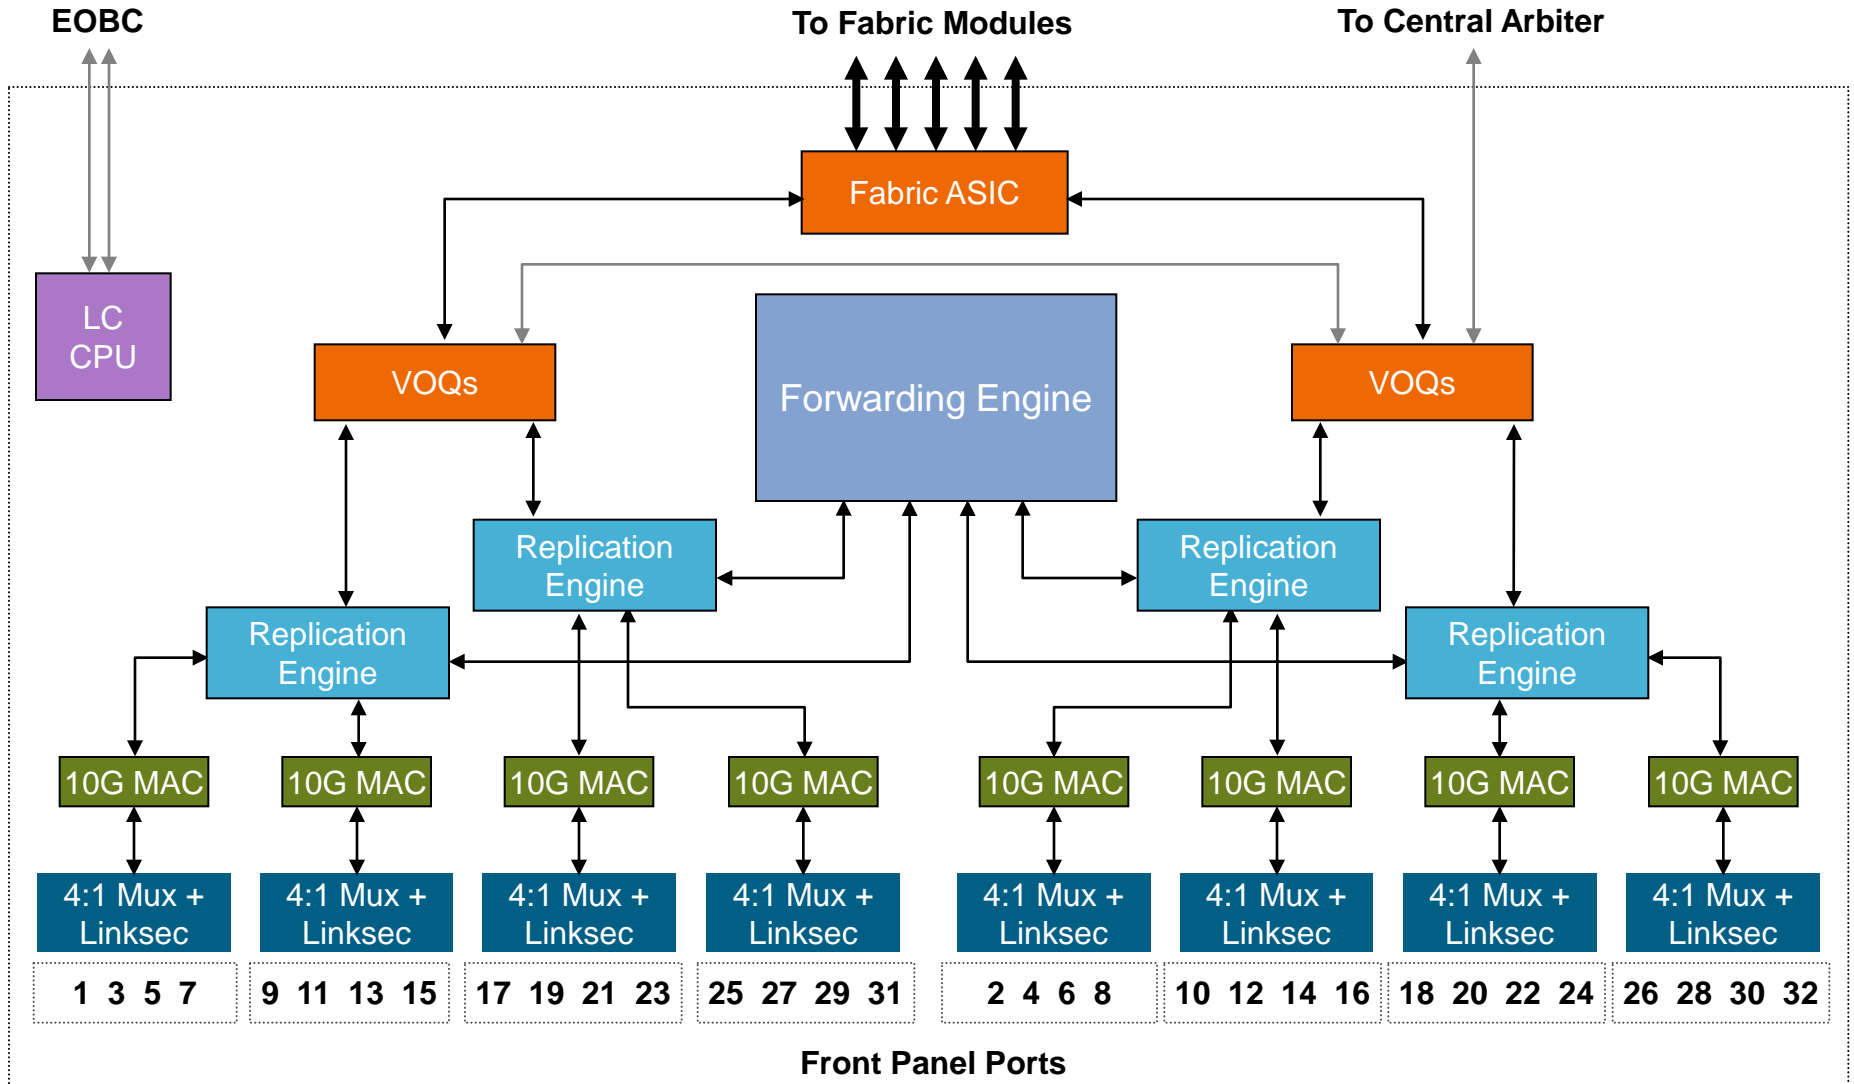 EOBC
To Fabric Modules
To Central Arbiter
Fabric ASIC
LC
CPU
VOQs
Forwarding Engine
VOQs
Replication
Engine
Replication
Engine
Replication
Engine
Replication
Engine
10G MAC
10G MAC
10G MAC
10G MAC
10G MAC
10G MAC
10G MAC
10G MAC
4:1 Mux +
Linksec
4:1 Mux +
Linksec
4:1 Mux +
Linksec
4:1 Mux +
Linksec
4:1 Mux +
Linksec
4:1 Mux +
Linksec
4:1 Mux +
Linksec
4:1 Mux +
Linksec
1 3 5 7
9 11 13 15
17 19 21 23
25 27 29 31
2 4 6 8
10 12 14 16
18 20 22 24
26 28 30 32
Front Panel Ports